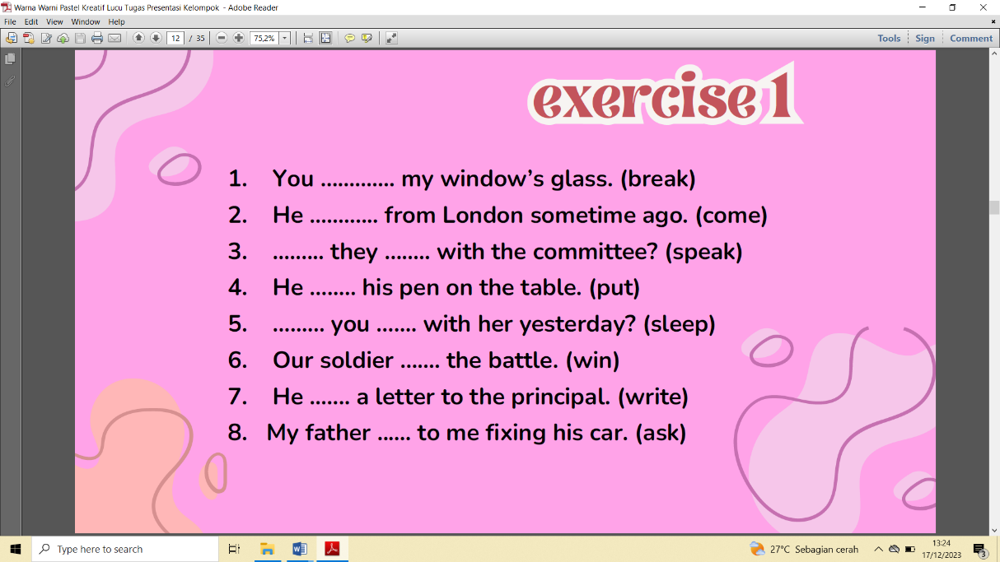 Warna Warni Pastel Kreatif Lucu Tugas Presentasi Kelompok - Adobe Reader
File Edit View Window Help
12 / 35 75,2% Tools Sign Comment
exercise 1
1. You ............. my window's glass. (break)
2. He ............ from London sometime ago. (come)
3. ......... they ........ with the committee? (speak)
4. He ........ his pen on the table. (put)
5. ......... you ....... with her yesterday? (sleep)
6. Our soldier ....... the battle. (win)
7. He ....... a letter to the principal. (write)
8. My father ...... to me fixing his car. (ask)
Type here to search
27°C Sebagian cerah
13:24
17/12/2023
3